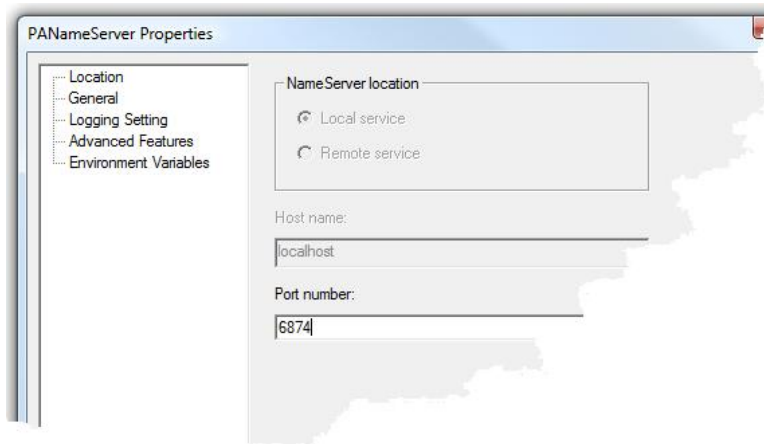 PANameServer Properties
Location
General
Logging Setting
Advanced Features
Environment Variables
NameServer location
Local service
Remote service
Host name:
localhost
Port number:
6874